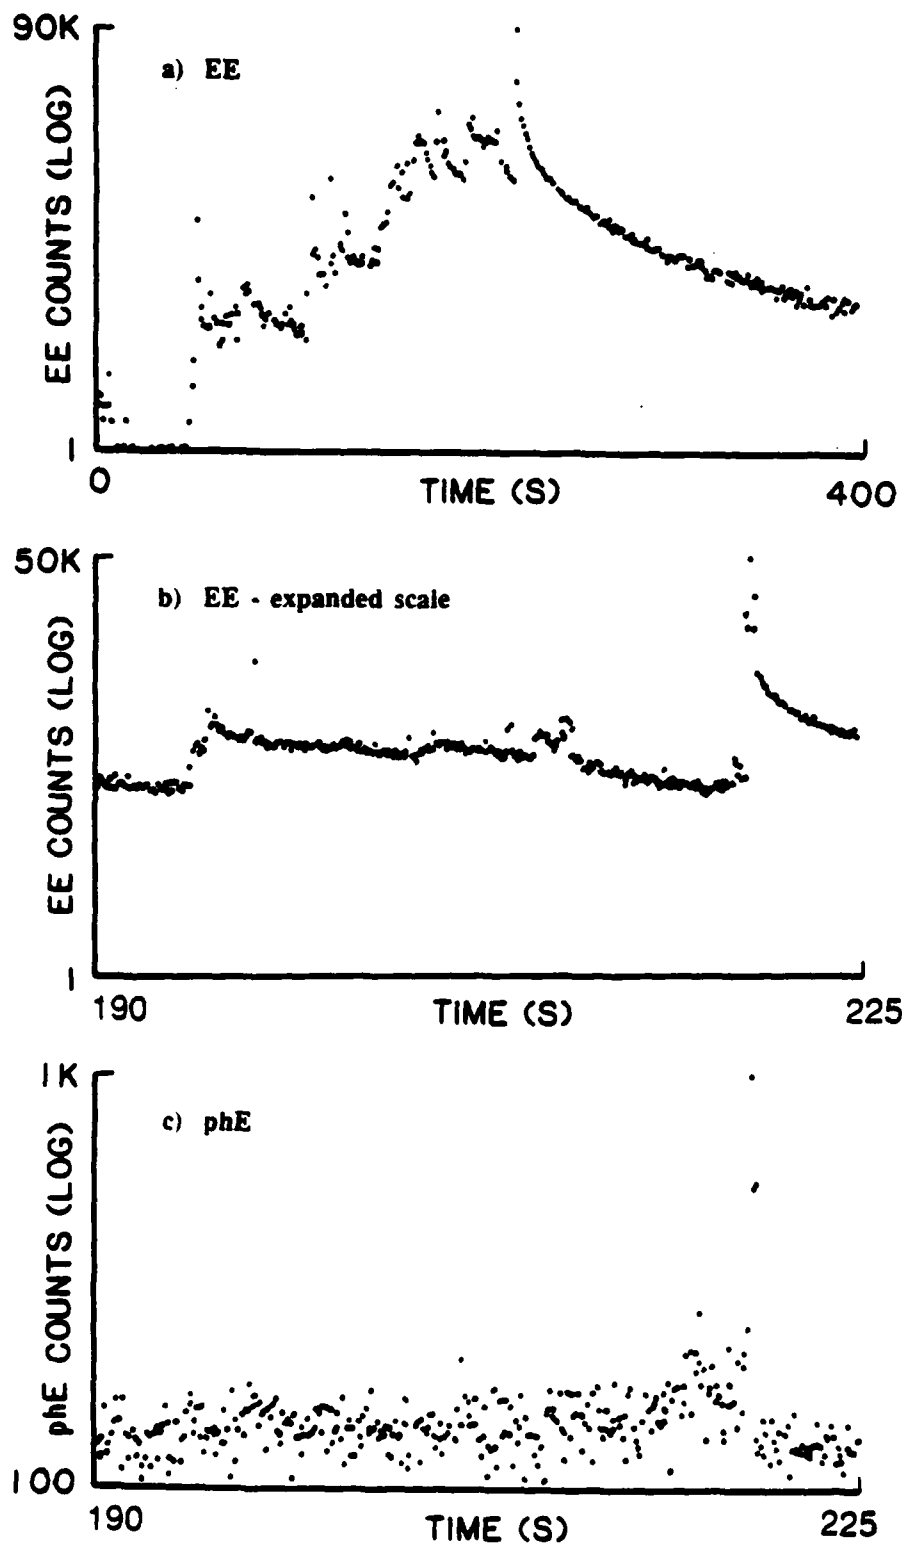 90K
a) EE
EE COUNTS (LOG)
1
0
TIME (S)
400
50K
b) EE - expanded scale
EE COUNTS (LOG)
1
190
TIME (S)
225
1K
c) phE
phE COUNTS (LOG)
100
190
TIME (S)
225